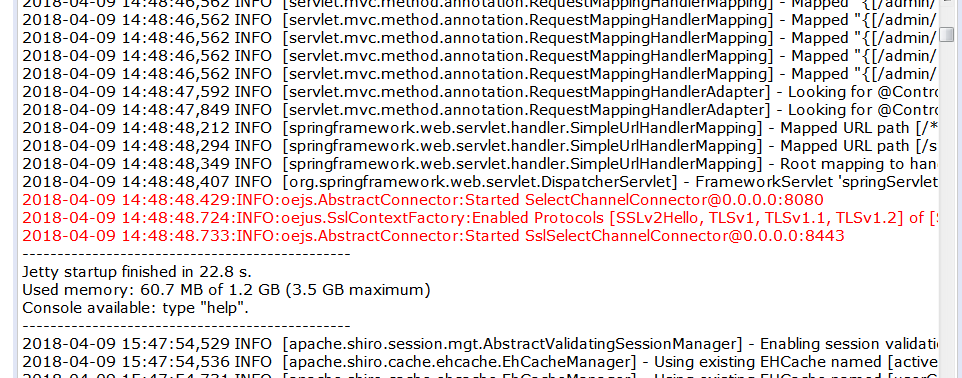 2018-04-09 14:48:46,562 INFO [servlet.mvc.method.annotation.RequestMappingHandlerMapping] - Mapped "{[/admin/
2018-04-09 14:48:46,562 INFO [servlet.mvc.method.annotation.RequestMappingHandlerMapping] - Mapped "{[/admin/
2018-04-09 14:48:46,562 INFO [servlet.mvc.method.annotation.RequestMappingHandlerMapping] - Mapped "{[/admin/
2018-04-09 14:48:46,562 INFO [servlet.mvc.method.annotation.RequestMappingHandlerMapping] - Mapped "{[/admin/
2018-04-09 14:48:46,562 INFO [servlet.mvc.method.annotation.RequestMappingHandlerMapping] - Mapped "{[/admin/
2018-04-09 14:48:47,592 INFO [servlet.mvc.method.annotation.RequestMappingHandlerAdapter] - Looking for @Contro
2018-04-09 14:48:47,849 INFO [servlet.mvc.method.annotation.RequestMappingHandlerAdapter] - Looking for @Contro
2018-04-09 14:48:48,212 INFO [springframework.web.servlet.handler.SimpleUrlHandlerMapping] - Mapped URL path [/*
2018-04-09 14:48:48,294 INFO [springframework.web.servlet.handler.SimpleUrlHandlerMapping] - Mapped URL path [/s
2018-04-09 14:48:48,349 INFO [springframework.web.servlet.handler.SimpleUrlHandlerMapping] - Root mapping to han
2018-04-09 14:48:48,407 INFO [org.springframework.web.servlet.DispatcherServlet] - FrameworkServlet 'springServlet
2018-04-09 14:48:48.429:INFO:oejs.AbstractConnector:Started SelectChannelConnector@0.0.0.0:8080
2018-04-09 14:48:48.724:INFO:oejus.SslContextFactory:Enabled Protocols [SSLv2Hello, TLSv1, TLSv1.1, TLSv1.2] of [S
2018-04-09 14:48:48.733:INFO:oejs.AbstractConnector:Started SslSelectChannelConnector@0.0.0.0:8443
-----------------------------------------------
Jetty startup finished in 22.8 s.
Used memory: 60.7 MB of 1.2 GB (3.5 GB maximum)
Console available: type "help".
-----------------------------------------------
2018-04-09 15:47:54,529 INFO [apache.shiro.session.mgt.AbstractValidatingSessionManager] - Enabling session validati
2018-04-09 15:47:54,536 INFO [apache.shiro.cache.ehcache.EhCacheManager] - Using existing EHCache named [active